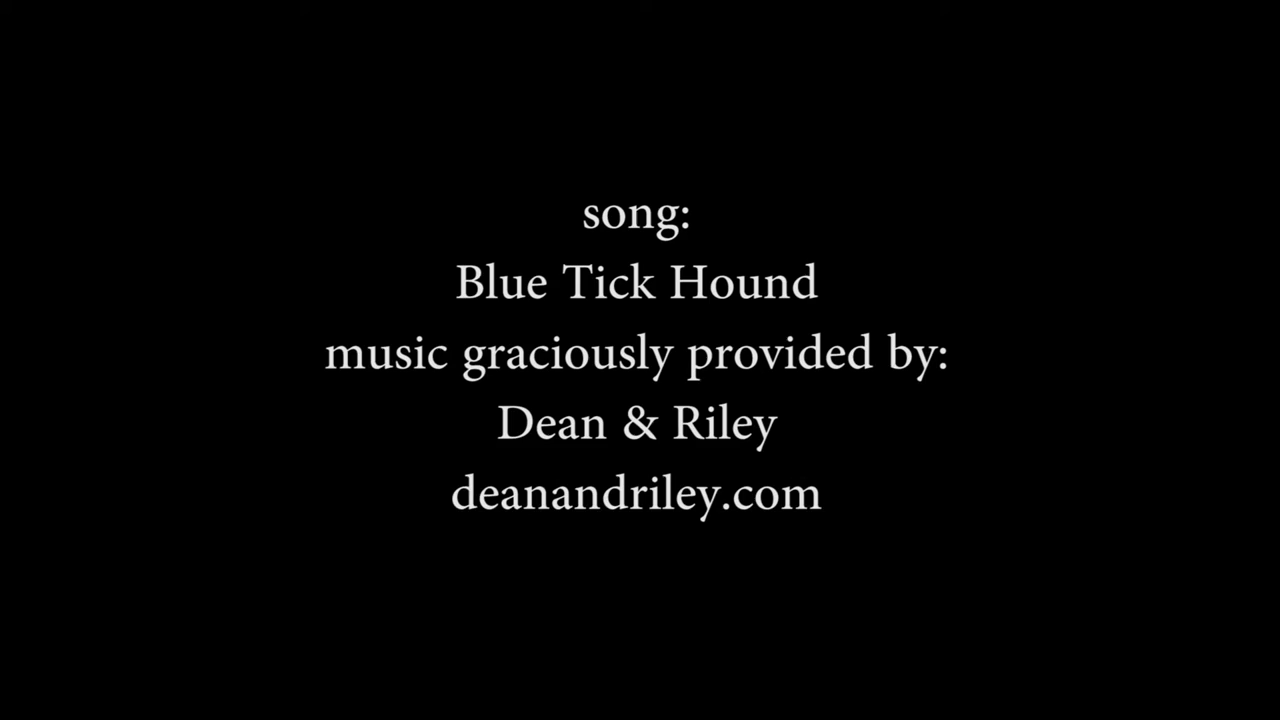 song:
Blue Tick Hound
music graciously provided by:
Dean & Riley
deanandriley.com